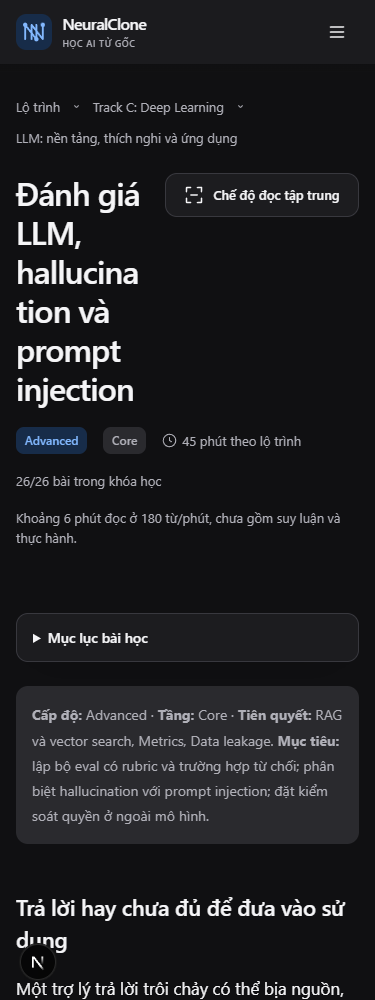 NeuralClone
HỌC AI TỪ GỐC
Lộ trình
Track C: Deep Learning
LLM: nền tảng, thích nghi và ứng dụng
Đánh giá
LLM,
hallucina
tion và
prompt
injection
Chế độ đọc tập trung
Advanced
Core
45 phút theo lộ trình
26/26 bài trong khóa học
Khoảng 6 phút đọc ở 180 từ/phút, chưa gồm suy luận và
thực hành.
Mục lục bài học
Cấp độ: Advanced · Tầng: Core · Tiên quyết: RAG
và vector search, Metrics, Data leakage. Mục tiêu:
lập bộ eval có rubric và trường hợp từ chối; phân
biệt hallucination với prompt injection; đặt kiểm
soát quyền ở ngoài mô hình.
Trả lời hay chưa đủ để đưa vào sử
dụng
N
Một trợ lý trả lời trôi chảy có thể bịa nguồn,